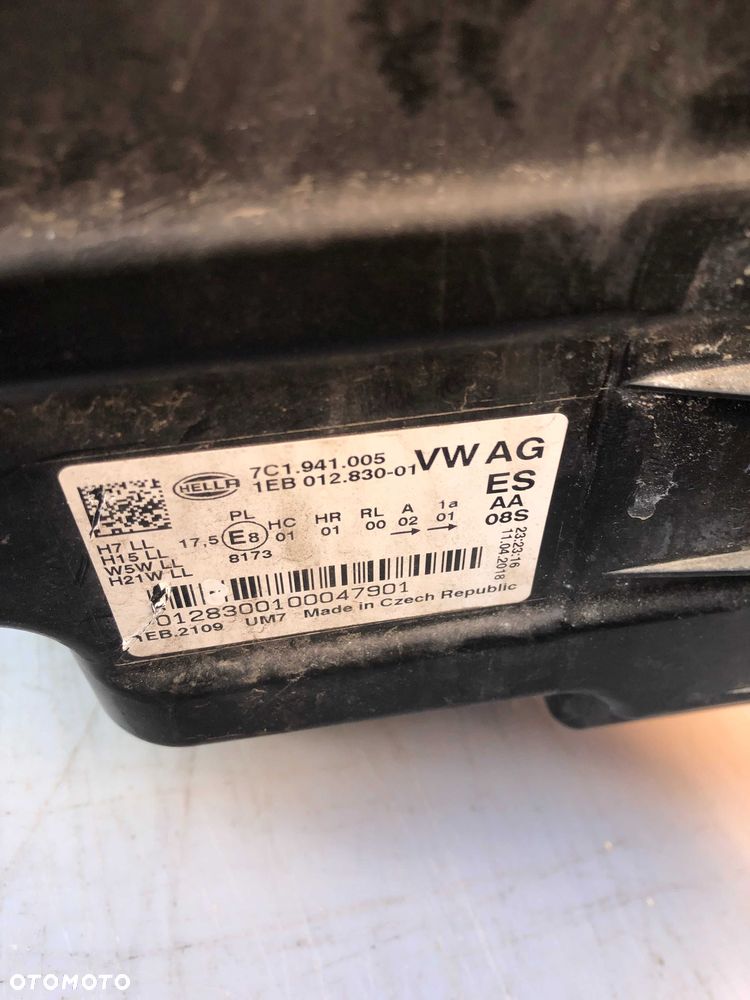 HELLA
7C1.941.005
1EB 012.830-01
VW AG
ES
AA
08S
H7 LL
H15 LL
W5W LL
H21W LL
PL
17,5 E8 HC HR RL A 1a
01 01 00 02 01
8173
23:23:16
11.04.2018
0128300100047901
1EB.2109 UM7 Made in Czech Republic
OTOMOTO